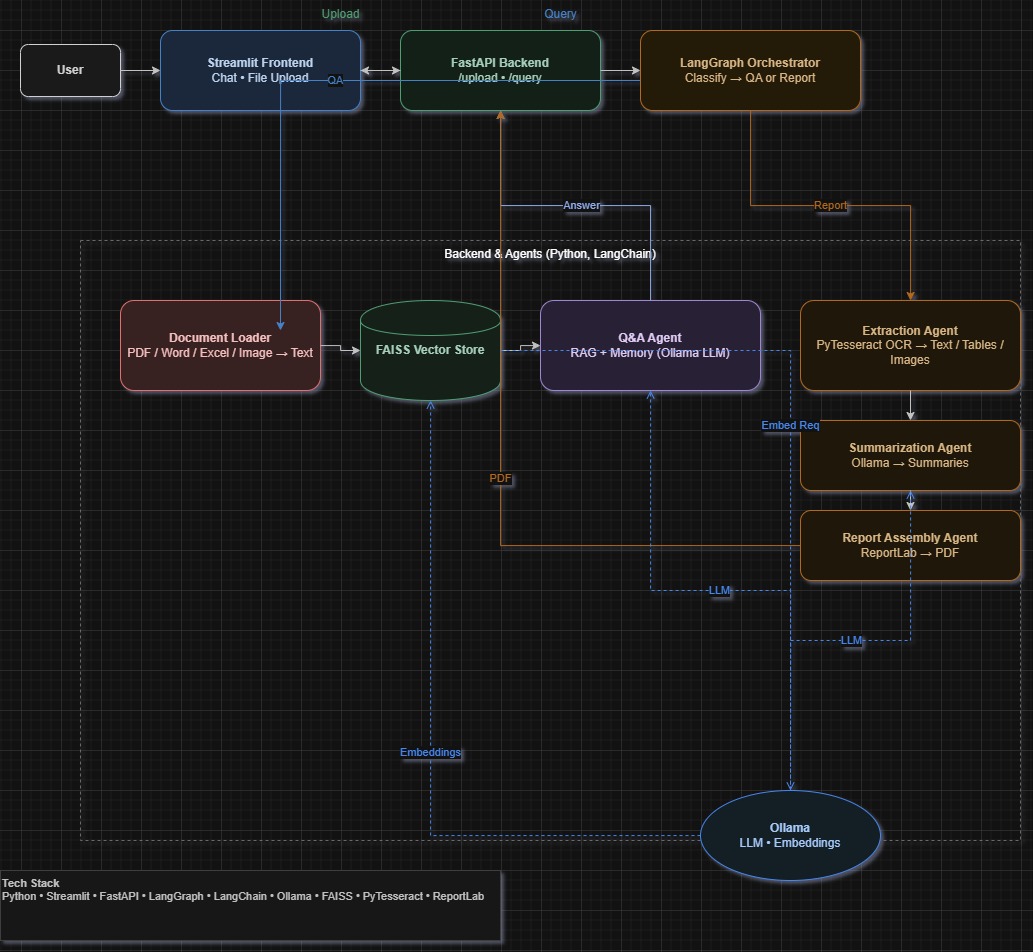 Upload
Query
User
Streamlit Frontend
Chat • File Upload
QA
FastAPI Backend
/upload • /query
LangGraph Orchestrator
Classify → QA or Report
Answer
Report
Backend & Agents (Python, LangChain)
Document Loader
PDF / Word / Excel / Image → Text
FAISS Vector Store
Q&A Agent
RAG + Memory (Ollama LLM)
Extraction Agent
PyTesseract OCR → Text / Tables /
Images
Embed Req
Summarization Agent
Ollama → Summaries
PDF
Report Assembly Agent
ReportLab → PDF
LLM
LLM
Embeddings
Ollama
LLM • Embeddings
Tech Stack
Python • Streamlit • FastAPI • LangGraph • LangChain • Ollama • FAISS • PyTesseract • ReportLab